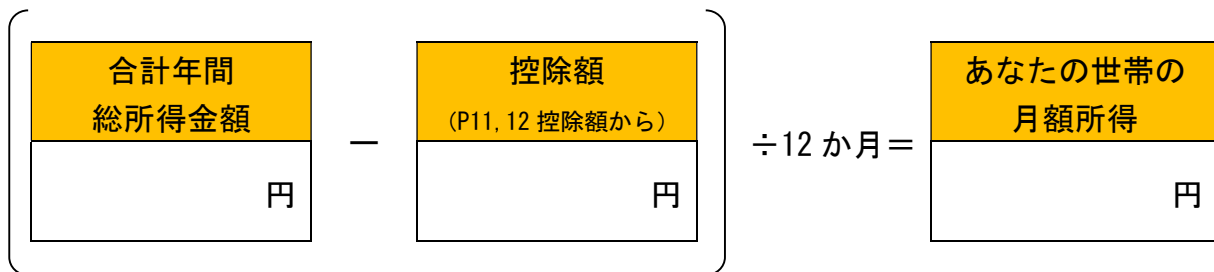 合計年間
総所得金額
円
－
控除額
(P11,12 控除額から)
円
÷12 か月＝
あなたの世帯の
月額所得
円